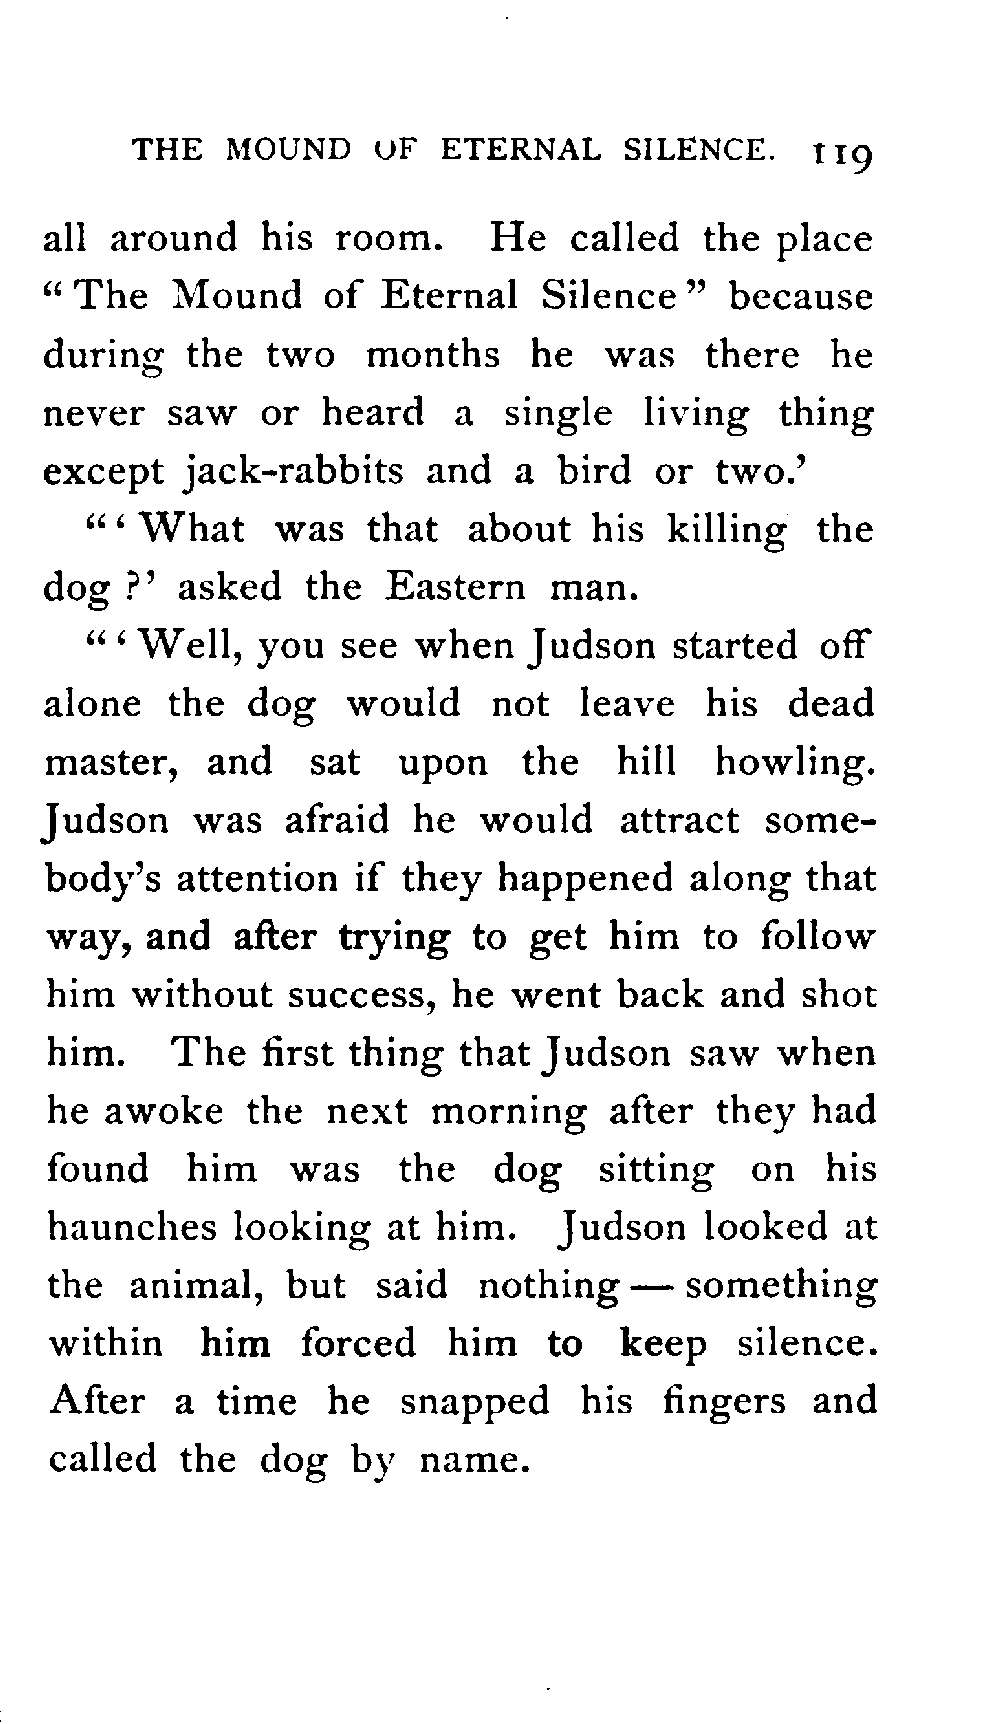 THE MOUND OF ETERNAL SILENCE. 119
all around his room. He called the place
“ The Mound of Eternal Silence ” because
during the two months he was there he
never saw or heard a single living thing
except jack-rabbits and a bird or two.’
“ ‘ What was that about his killing the
dog ?’ asked the Eastern man.
“ ‘ Well, you see when Judson started off
alone the dog would not leave his dead
master, and sat upon the hill howling.
Judson was afraid he would attract some-
body’s attention if they happened along that
way, and after trying to get him to follow
him without success, he went back and shot
him. The first thing that Judson saw when
he awoke the next morning after they had
found him was the dog sitting on his
haunches looking at him. Judson looked at
the animal, but said nothing — something
within him forced him to keep silence.
After a time he snapped his fingers and
called the dog by name.